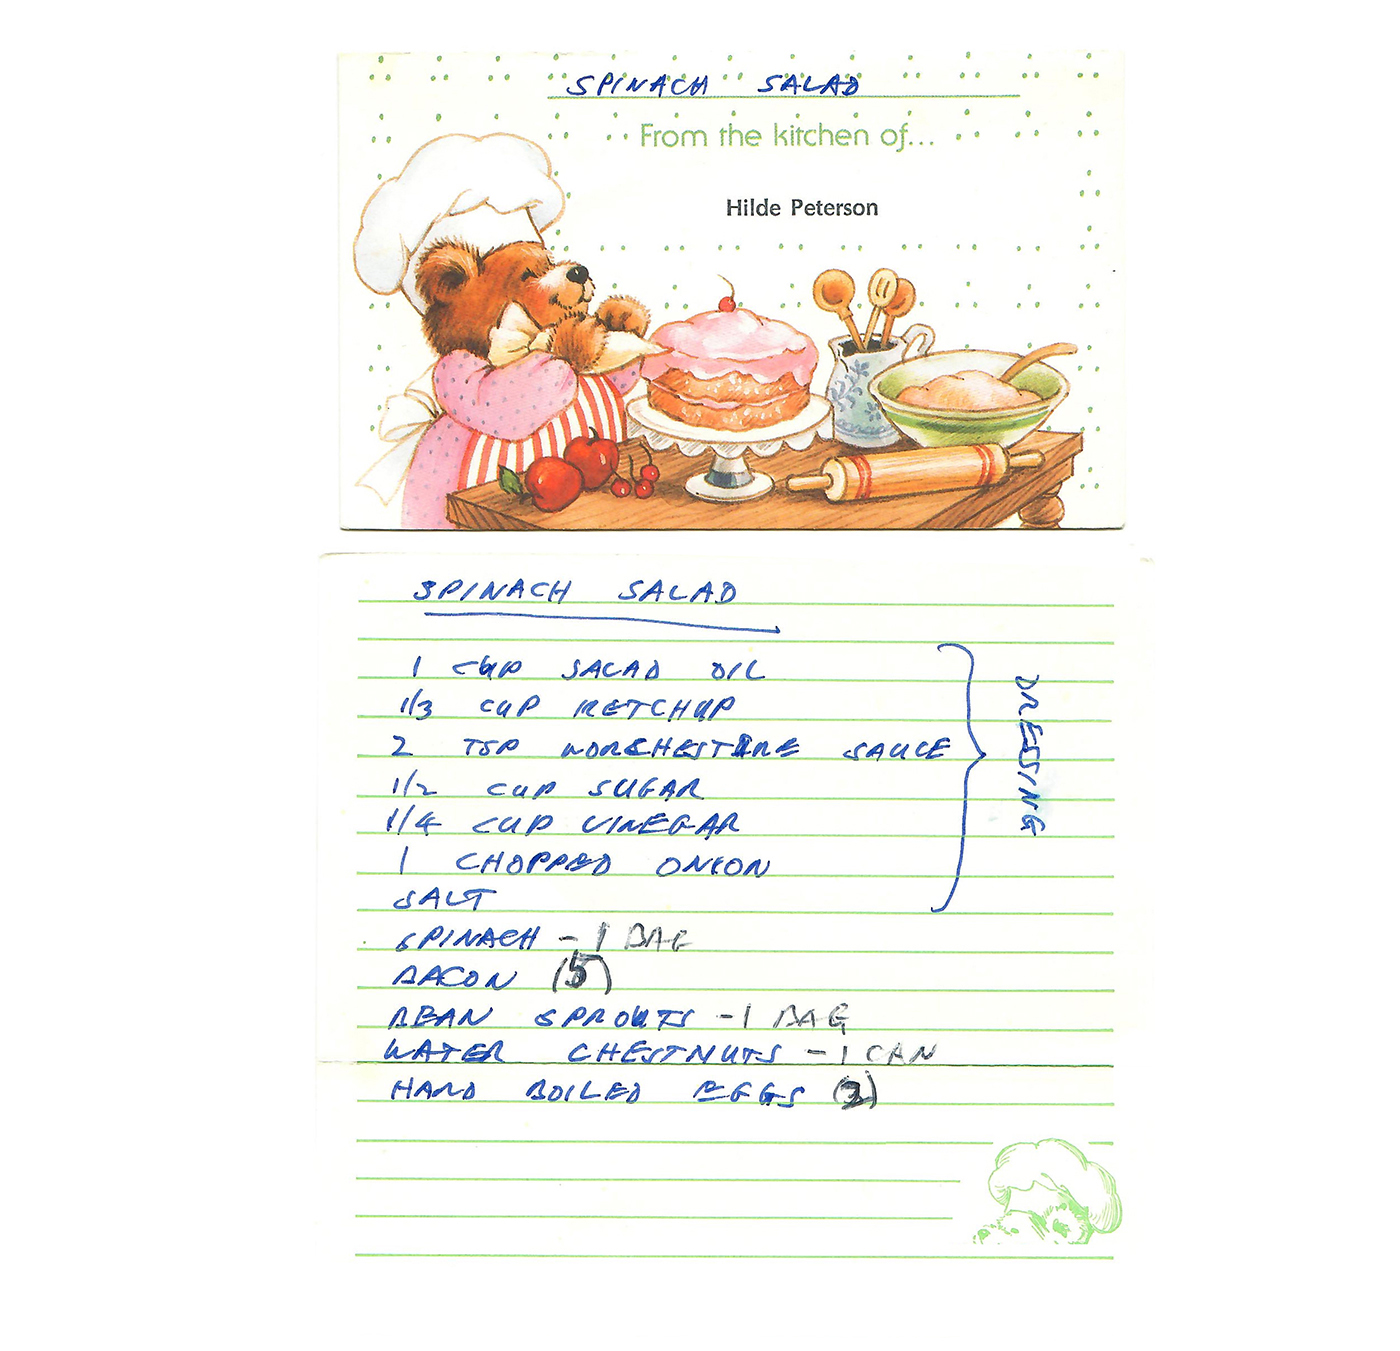 SPINACH SALAD
From the kitchen of...
Hilde Peterson
SPINACH SALAD
1 CUP SALAD OIL
1/3 CUP KETCHUP
2 TSP WORCHESTIRE SAUCE
1/2 CUP SUGAR
1/4 CUP VINEGAR
1 CHOPPED ONION
SALT
DRESSING
SPINACH - 1 BAG
BACON (5)
BEAN SPROUTS - 1 BAG
WATER CHESTNUTS - 1 CAN
HARD BOILED EGGS (2)